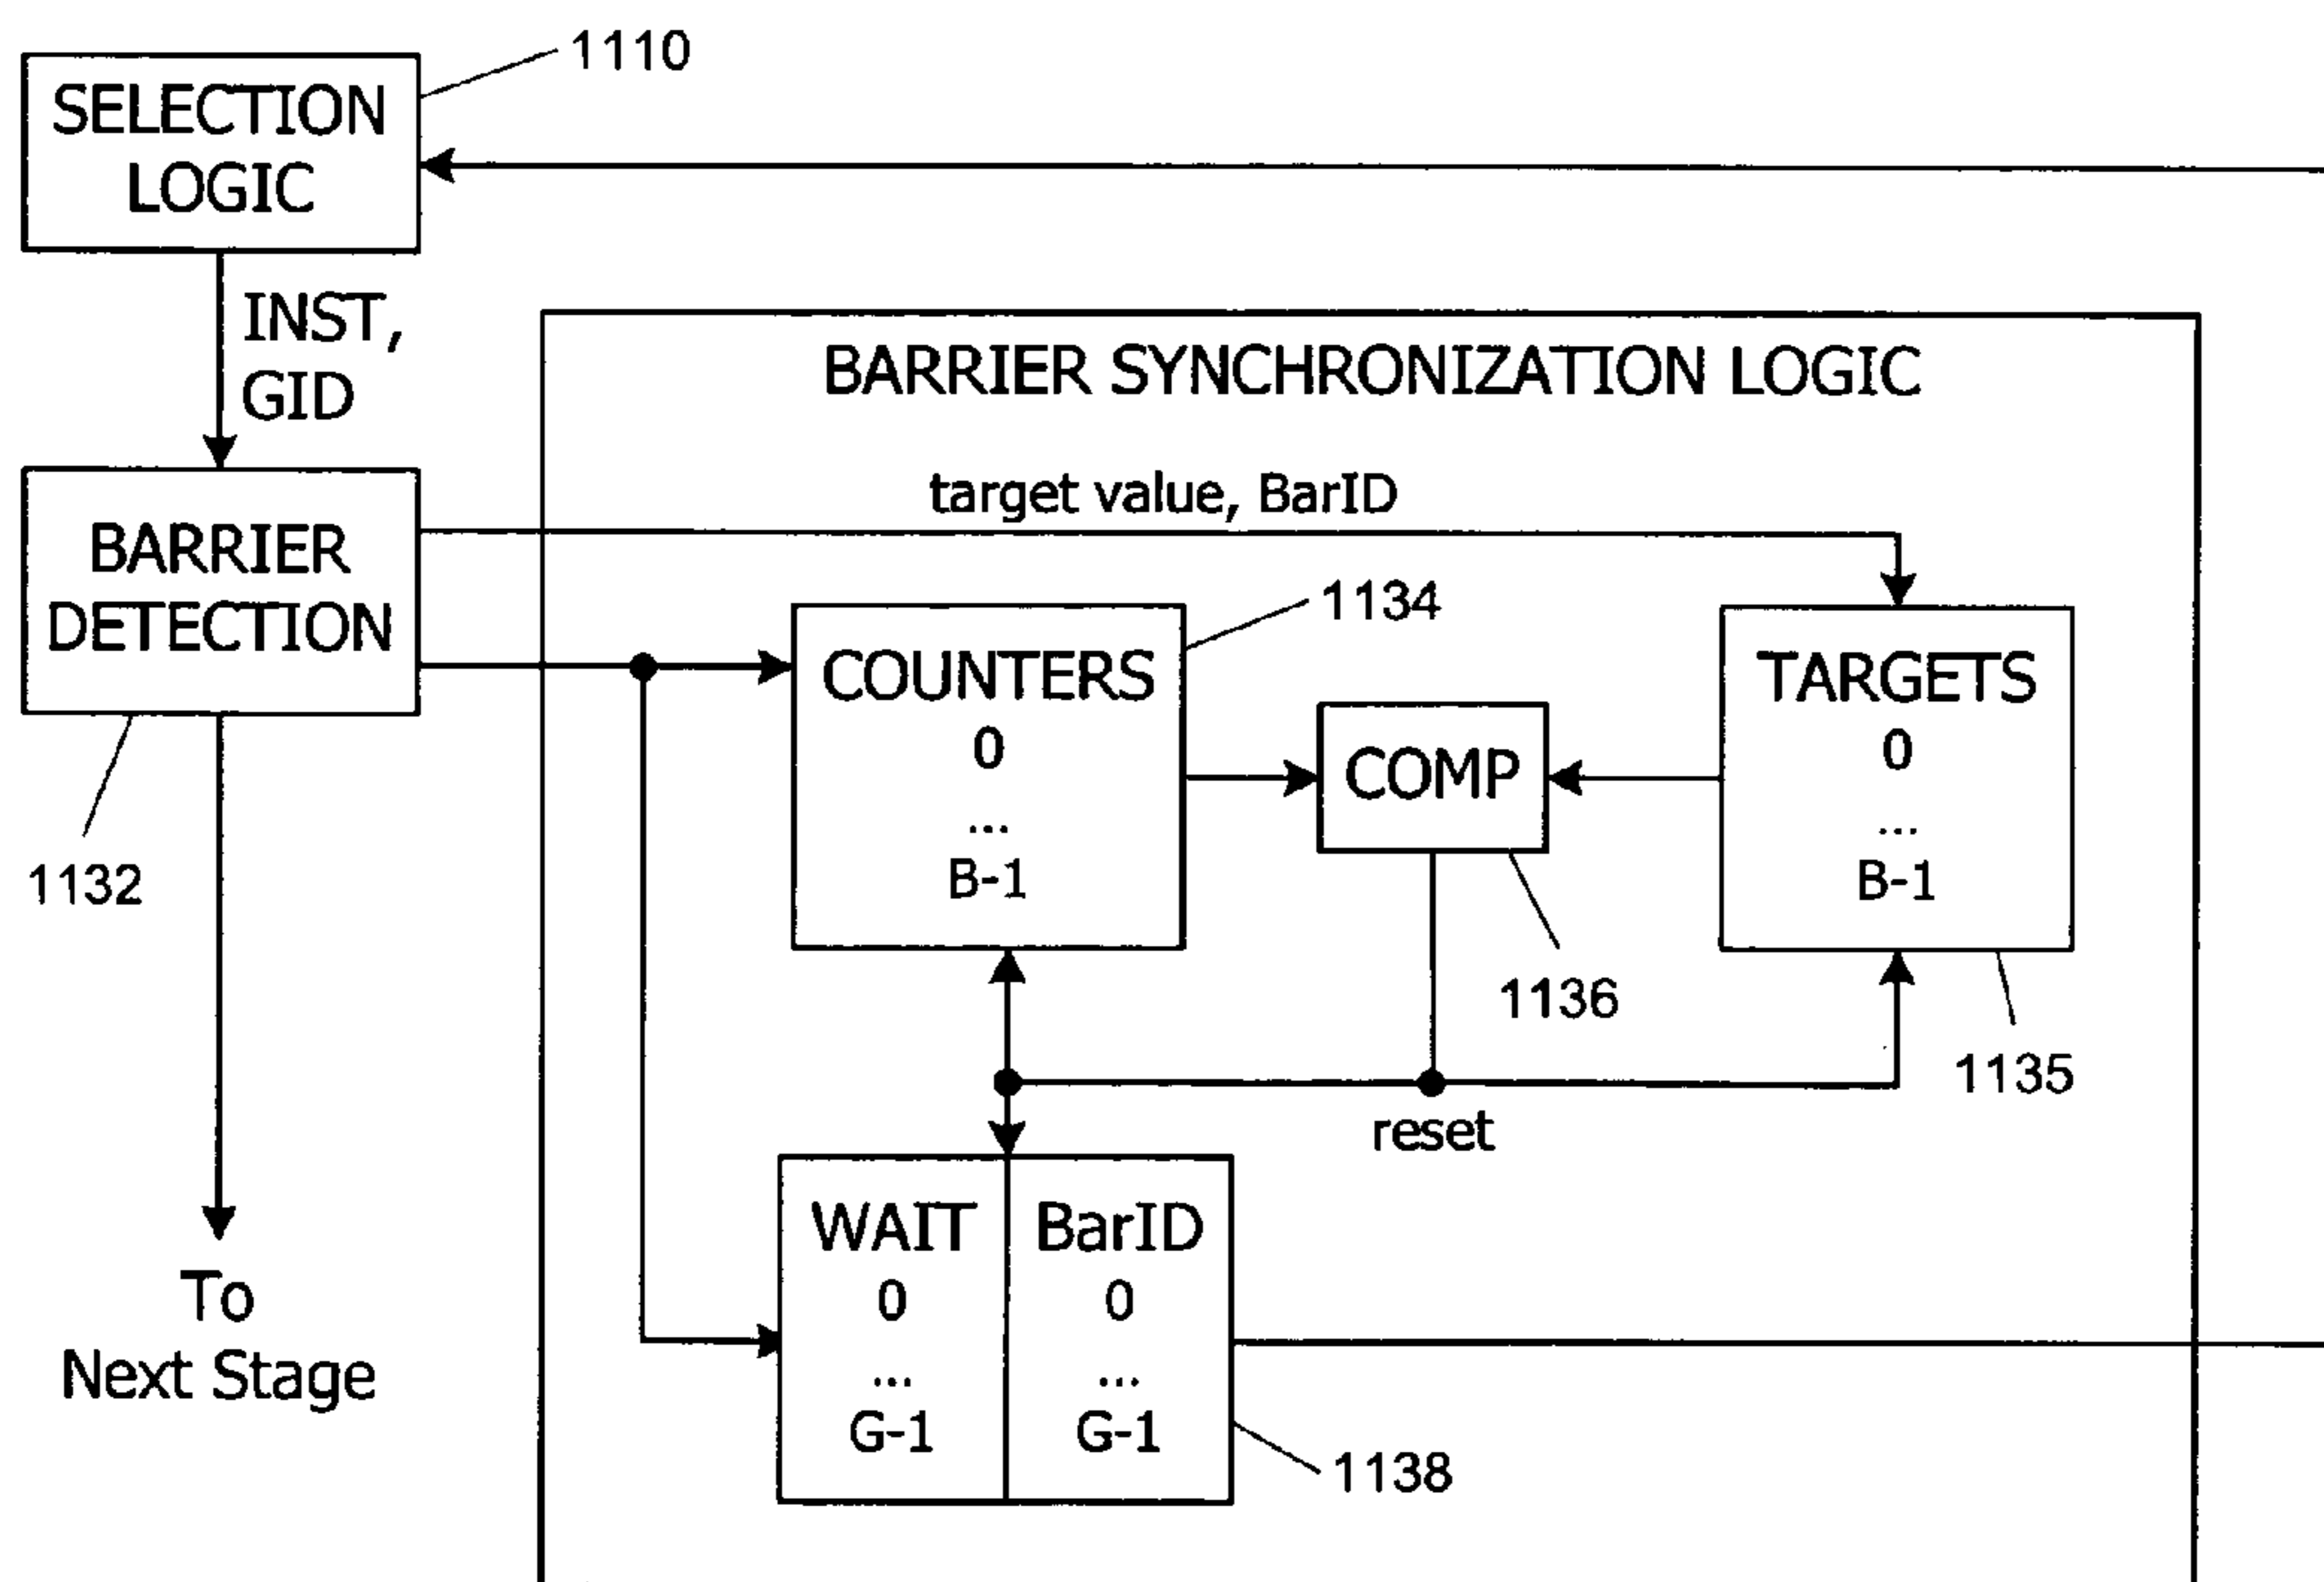 1110
SELECTION
LOGIC
INST,
GID
BARRIER SYNCHRONIZATION LOGIC
target value, BarID
BARRIER
DETECTION
1132
1134
COUNTERS
0
...
B-1
COMP
1136
TARGETS
0
...
B-1
1135
reset
WAIT
0
...
G-1
BarID
0
...
G-1
1138
To
Next Stage